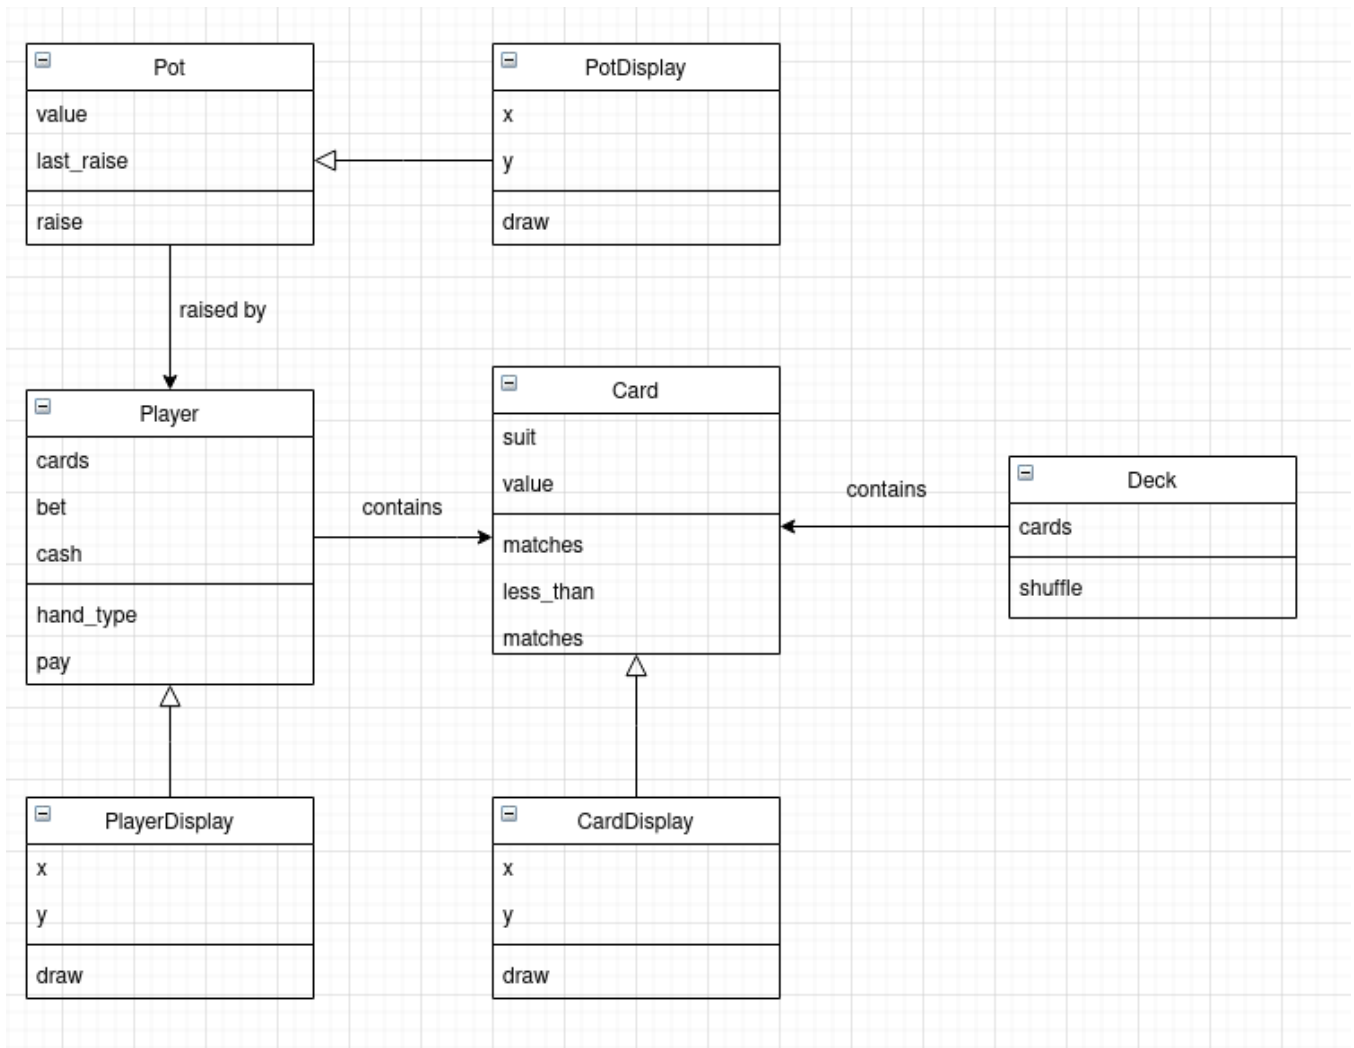 Pot
value
last_raise
raise
PotDisplay
x
y
draw
raised by
Player
cards
bet
cash
hand_type
pay
contains
Card
suit
value
matches
less_than
matches
contains
Deck
cards
shuffle
PlayerDisplay
x
y
draw
CardDisplay
x
y
draw